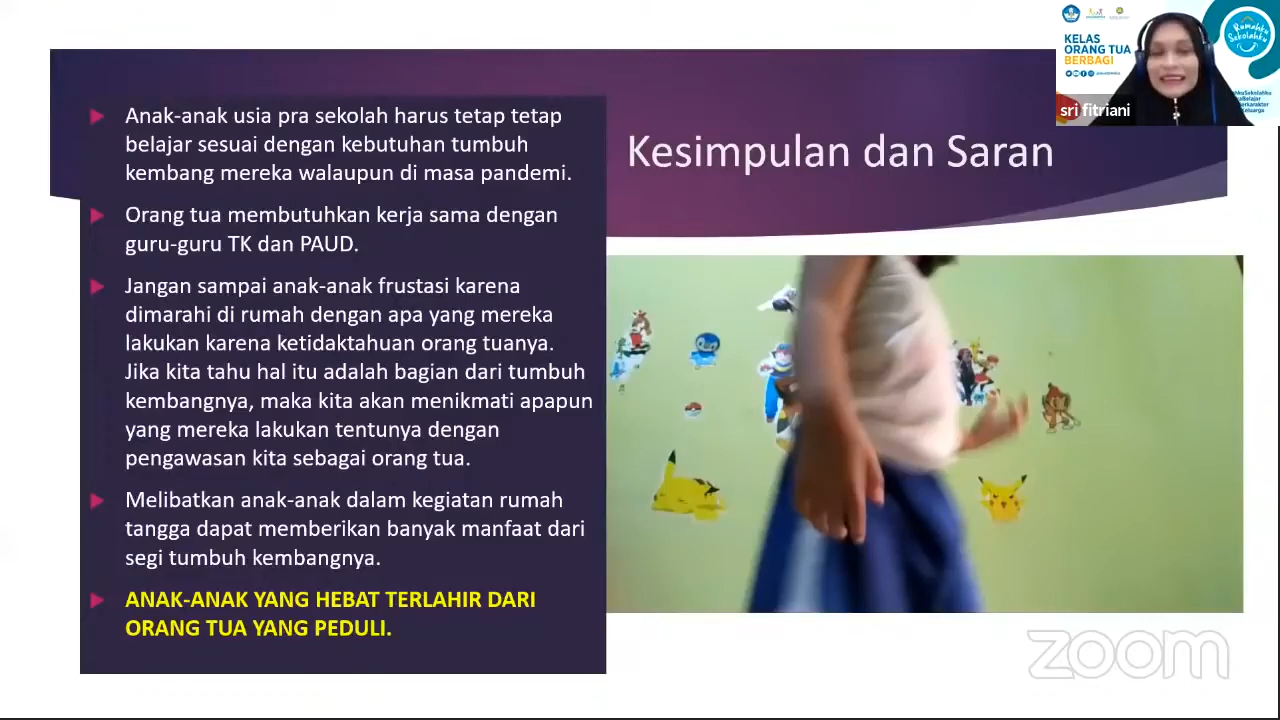 Kesimpulan dan Saran
Anak-anak usia pra sekolah harus tetap tetap
belajar sesuai dengan kebutuhan tumbuh
kembang mereka walaupun di masa pandemi.
Orang tua membutuhkan kerja sama dengan
guru-guru TK dan PAUD.
Jangan sampai anak-anak frustasi karena
dimarahi di rumah dengan apa yang mereka
lakukan karena ketidaktahuan orang tuanya.
Jika kita tahu hal itu adalah bagian dari tumbuh
kembangnya, maka kita akan menikmati apapun
yang mereka lakukan tentunya dengan
pengawasan kita sebagai orang tua.
Melibatkan anak-anak dalam kegiatan rumah
tangga dapat memberikan banyak manfaat dari
segi tumbuh kembangnya.
ANAK-ANAK YANG HEBAT TERLAHIR DARI
ORANG TUA YANG PEDULI.
KELAS
ORANG TUA
BERBAGI
Rumahku
Sekolahku
sri fitriani
zoom